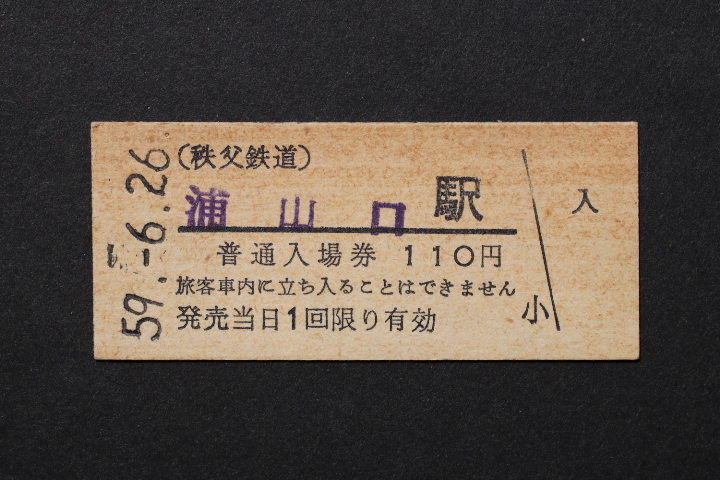 59.-6.26
(秩父鉄道)
浦山口駅
普通入場券 110円
旅客車内に立ち入ることはできません
発売当日1回限り有効
小
入